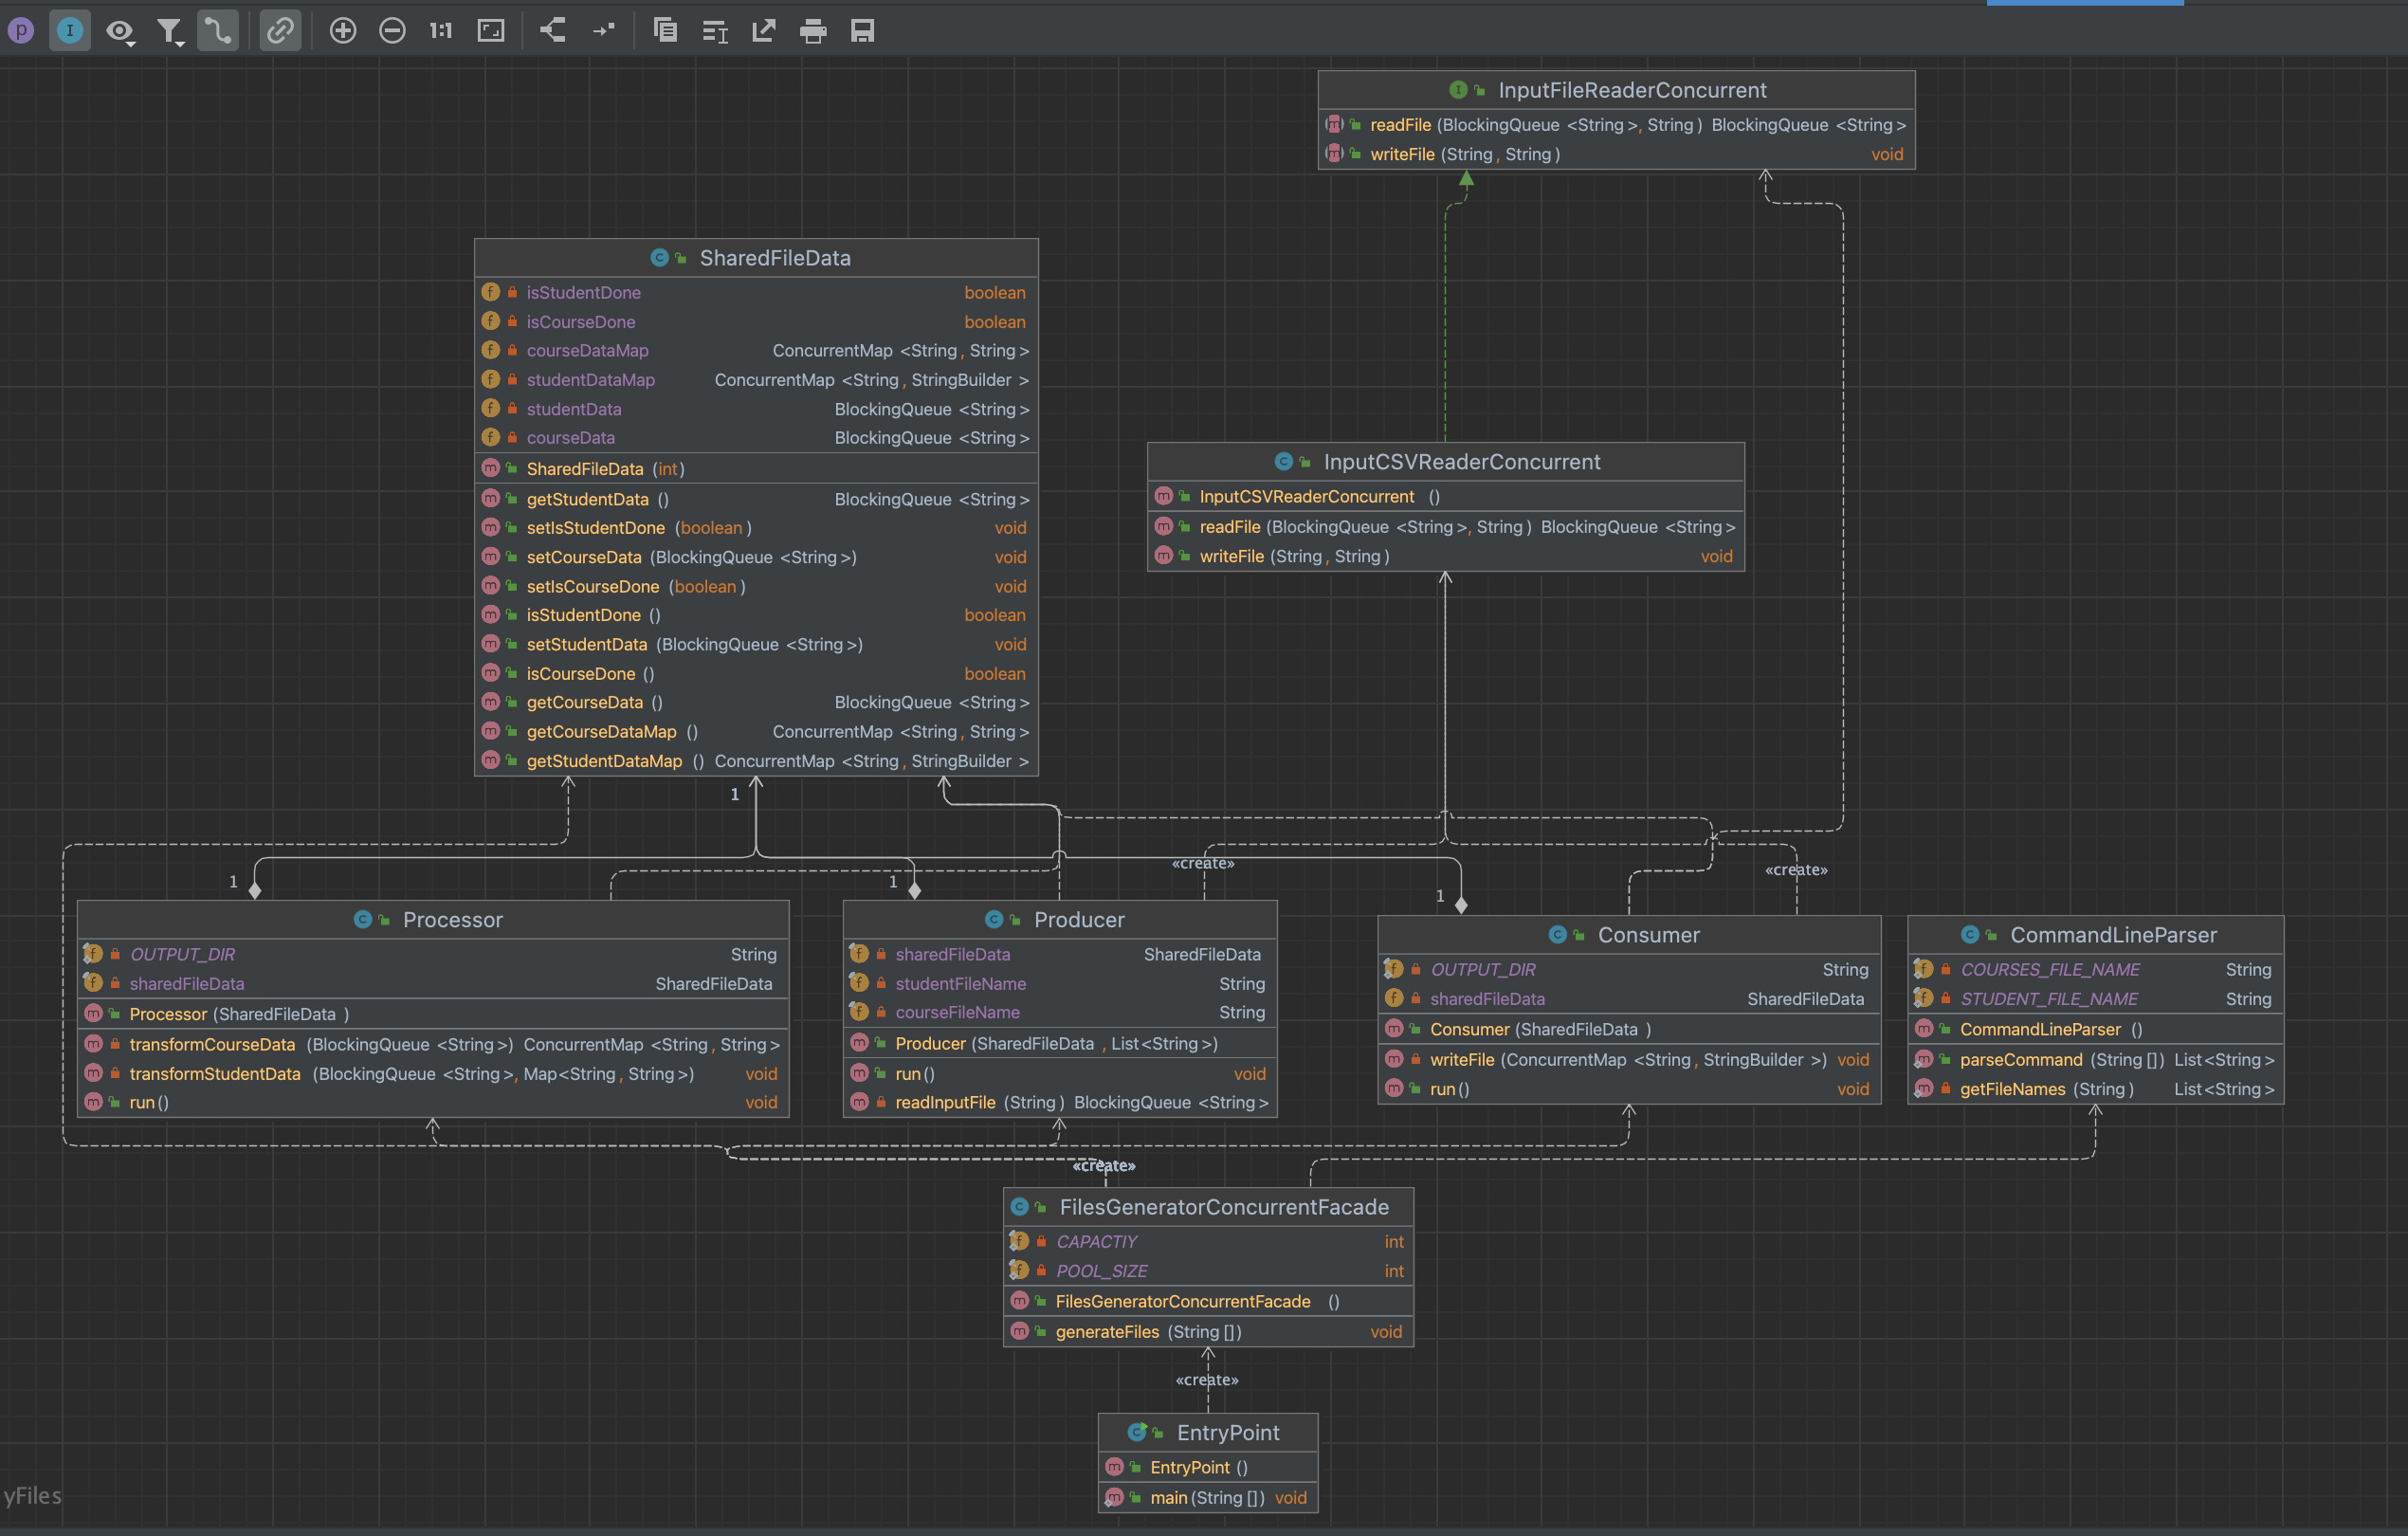 P I 1:1
InputFileReaderConcurrent
readFile (BlockingQueue <String>, String) BlockingQueue <String>
writeFile (String, String) void
SharedFileData
isStudentDone boolean
isCourseDone boolean
courseDataMap ConcurrentMap <String, String>
studentDataMap ConcurrentMap <String, StringBuilder >
studentData BlockingQueue <String>
courseData BlockingQueue <String>
SharedFileData (int)
getStudentData () BlockingQueue <String>
setIsStudentDone (boolean ) void
setCourseData (BlockingQueue <String>) void
setIsCourseDone (boolean ) void
isStudentDone () boolean
setStudentData (BlockingQueue <String>) void
isCourseDone () boolean
getCourseData () BlockingQueue <String>
getCourseDataMap () ConcurrentMap <String, String>
getStudentDataMap () ConcurrentMap <String, StringBuilder >
InputCSVReaderConcurrent
InputCSVReaderConcurrent ()
readFile (BlockingQueue <String>, String) BlockingQueue <String>
writeFile (String, String) void
1
«create»
«create»
1
1
1
Processor
OUTPUT_DIR String
sharedFileData SharedFileData
Processor (SharedFileData )
transformCourseData (BlockingQueue <String>) ConcurrentMap <String, String>
transformStudentData (BlockingQueue <String>, Map<String, String>) void
run() void
Producer
sharedFileData SharedFileData
studentFileName String
courseFileName String
Producer (SharedFileData , List<String>)
run() void
readInputFile (String) BlockingQueue <String>
Consumer
OUTPUT_DIR String
sharedFileData SharedFileData
Consumer (SharedFileData )
writeFile (ConcurrentMap <String, StringBuilder >) void
run() void
CommandLineParser
COURSES_FILE_NAME String
STUDENT_FILE_NAME String
CommandLineParser ()
parseCommand (String[]) List<String>
getFileNames (String) List<String>
«create»
FilesGeneratorConcurrentFacade
CAPACTIY int
POOL_SIZE int
FilesGeneratorConcurrentFacade ()
generateFiles (String[]) void
«create»
EntryPoint
EntryPoint ()
main(String[]) void
yFiles